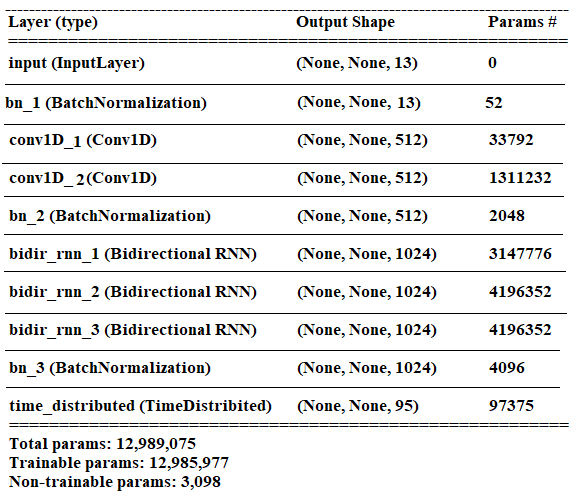 Layer (type) Output Shape Params #
input (InputLayer) (None, None, 13) 0
bn_1 (BatchNormalization) (None, None, 13) 52
conv1D_1 (Conv1D) (None, None, 512) 33792
conv1D_2(Conv1D) (None, None, 512) 1311232
bn_2 (BatchNormalization) (None, None, 512) 2048
bidir_rnn_1 (Bidirectional RNN) (None, None, 1024) 3147776
bidir_rnn_2 (Bidirectional RNN) (None, None, 1024) 4196352
bidir_rnn_3 (Bidirectional RNN) (None, None, 1024) 4196352
bn_3 (BatchNormalization) (None, None, 1024) 4096
time_distributed (TimeDistribited) (None, None, 95) 97375
Total params: 12,989,075
Trainable params: 12,985,977
Non-trainable params: 3,098